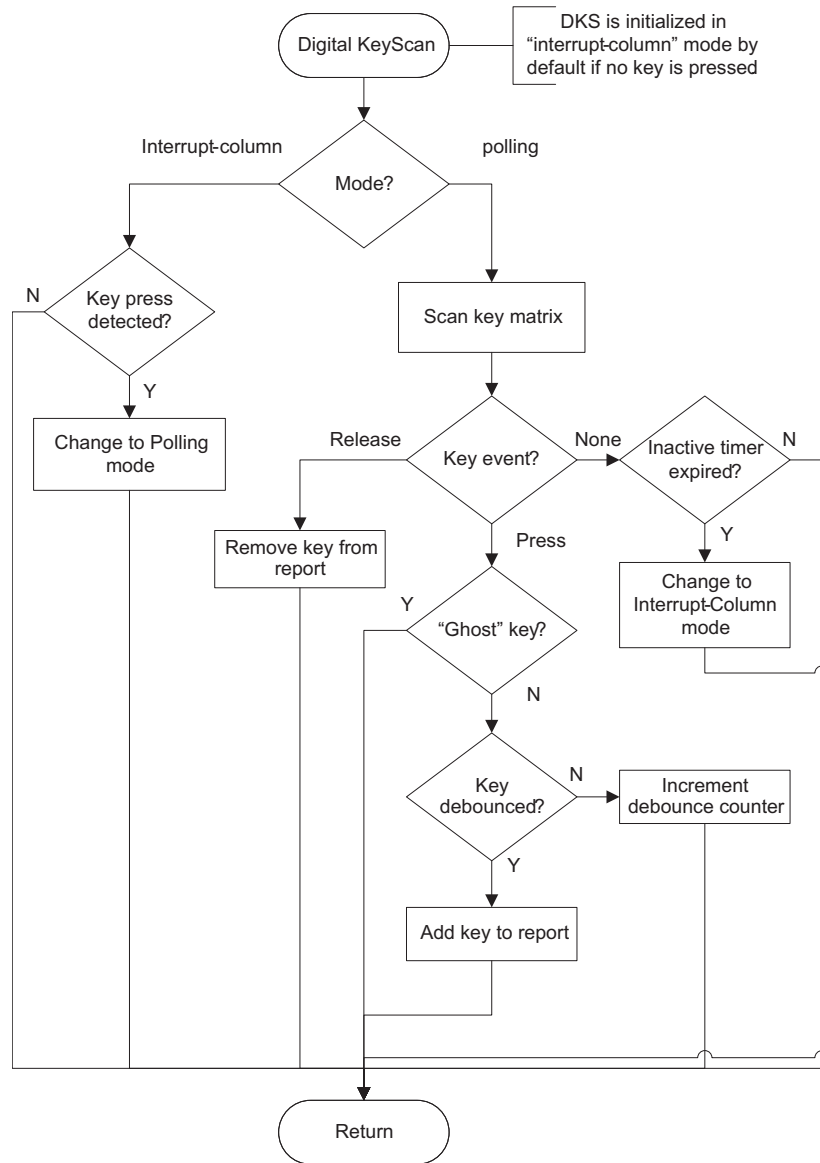 Digital KeyScan
DKS is initialized in
“interrupt-column” mode by
default if no key is pressed
Interrupt-column
polling
Mode?
N
Key press
detected?
Y
Change to Polling
mode
Scan key matrix
Release
Key event?
None
Inactive timer
expired?
N
Remove key from
report
Press
Y
Change to
Interrupt-Column
mode
Y
“Ghost” key?
N
Key
debounced?
N
Increment
debounce counter
Y
Add key to report
Return